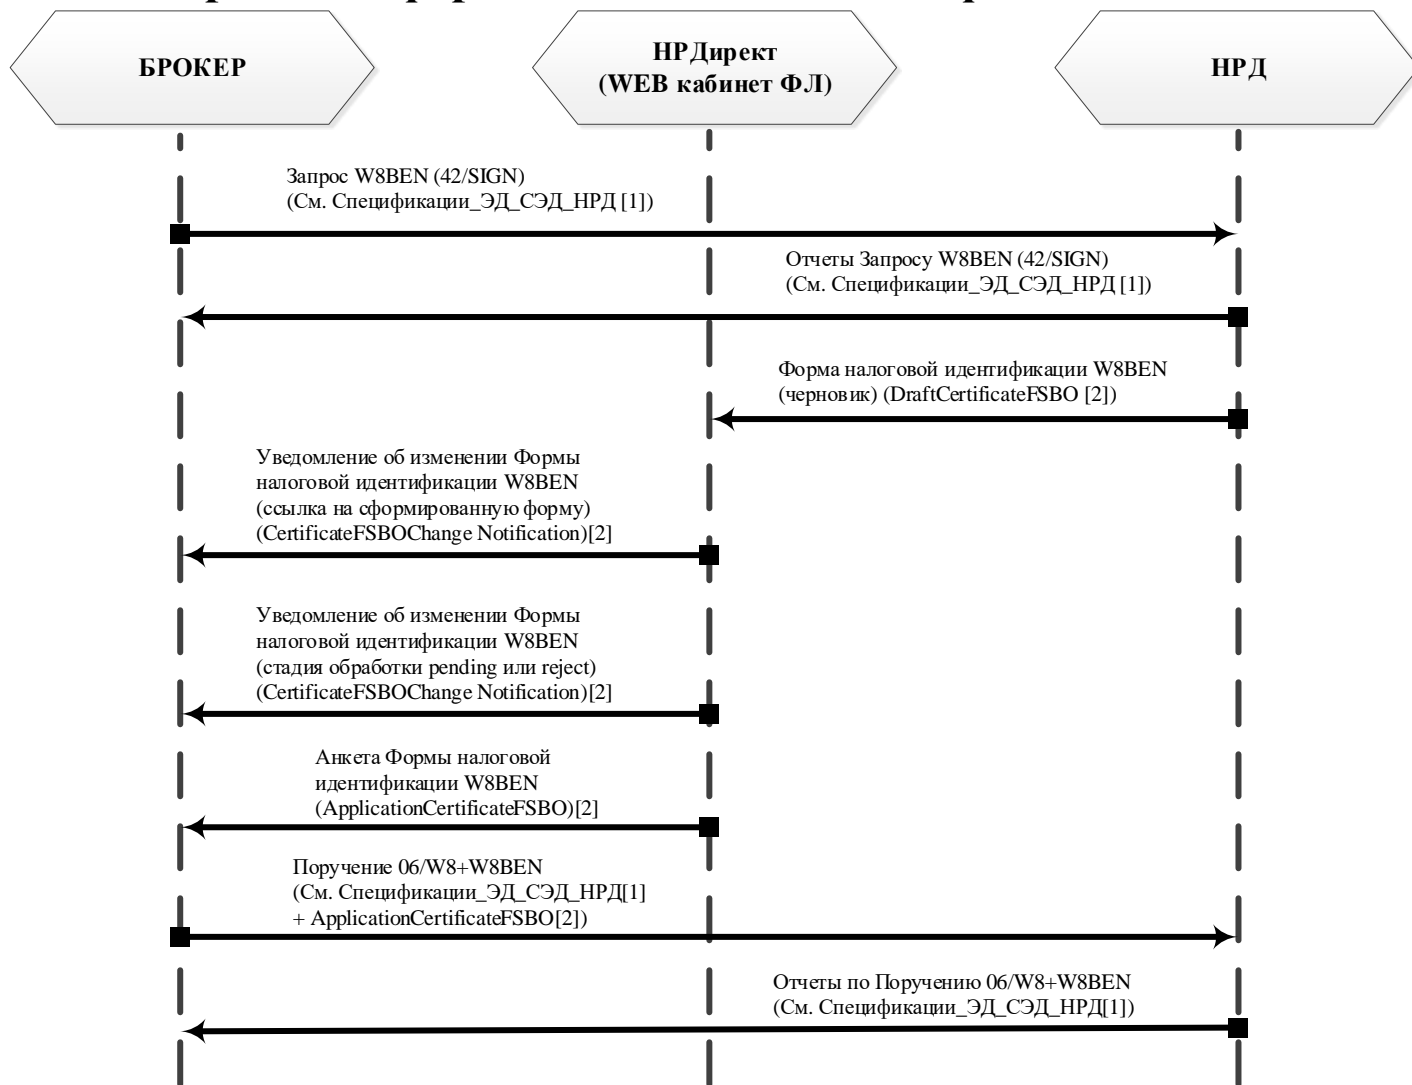 БРОКЕР
НРДирект
(WEB кабинет ФЛ)
НРД
Запрос W8BEN (42/SIGN)
(См. Спецификации_ЭД_СЭД_НРД [1])
Отчеты Запросу W8BEN (42/SIGN)
(См. Спецификации_ЭД_СЭД_НРД [1])
Форма налоговой идентификации W8BEN
(черновик) (DraftCertificateFSBO [2])
Уведомление об изменении Формы
налоговой идентификации W8BEN
(ссылка на сформированную форму)
(CertificateFSBOChange Notification)[2]
Уведомление об изменении Формы
налоговой идентификации W8BEN
(стадия обработки pending или reject)
(CertificateFSBOChange Notification)[2]
Анкета Формы налоговой
идентификации W8BEN
(ApplicationCertificateFSBO)[2]
Поручение 06/W8+W8BEN
(См. Спецификации_ЭД_СЭД_НРД[1]
+ ApplicationCertificateFSBO[2])
Отчеты по Поручению 06/W8+W8BEN
(См. Спецификации_ЭД_СЭД_НРД[1])